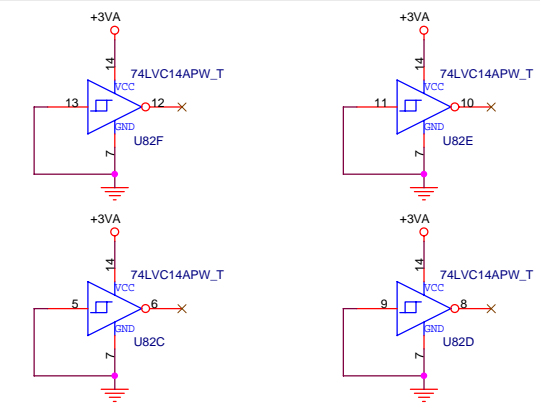 +3VA
14
74LVC14APW_T
VCC
13
12
GND
U82F
7
+3VA
14
74LVC14APW_T
VCC
11
10
GND
U82E
7
+3VA
14
74LVC14APW_T
VCC
5
6
GND
U82C
7
+3VA
14
74LVC14APW_T
VCC
9
8
GND
U82D
7